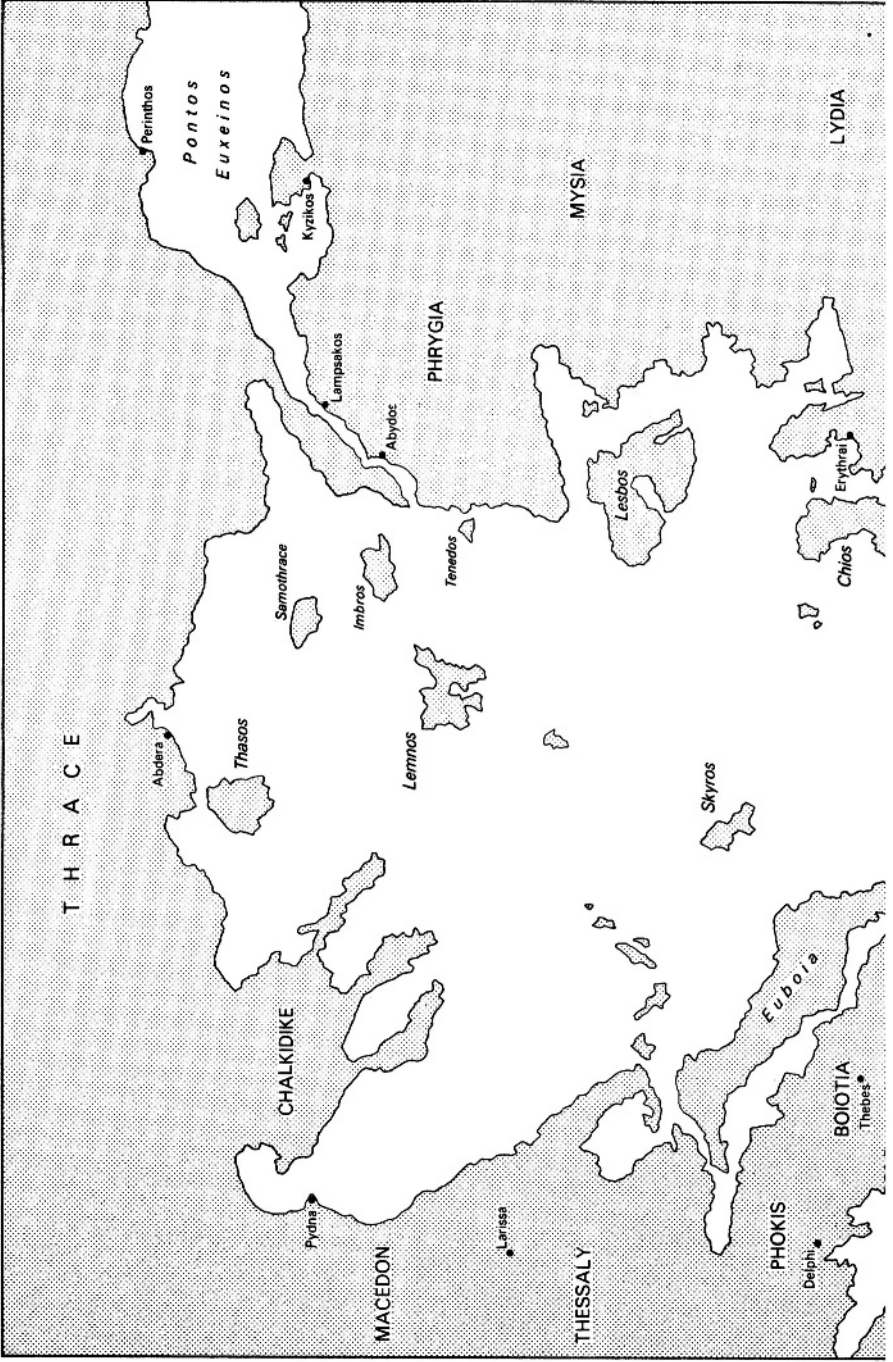 THRACE
Perinthos
Pontos
Euxeinos
Kyzikos
Abdera
Thasos
Samothrace
Imbros
Lampsakos
Abydos
PHRYGIA
CHALKIDIKE
Pydna
MACEDON
Lemnos
Tenedos
MYSIA
Larissa
THESSALY
Lesbos
Skyros
PHOKIS
Delphi
Euboia
BOIOTIA
Thebes
Chios
Erythrai
LYDIA